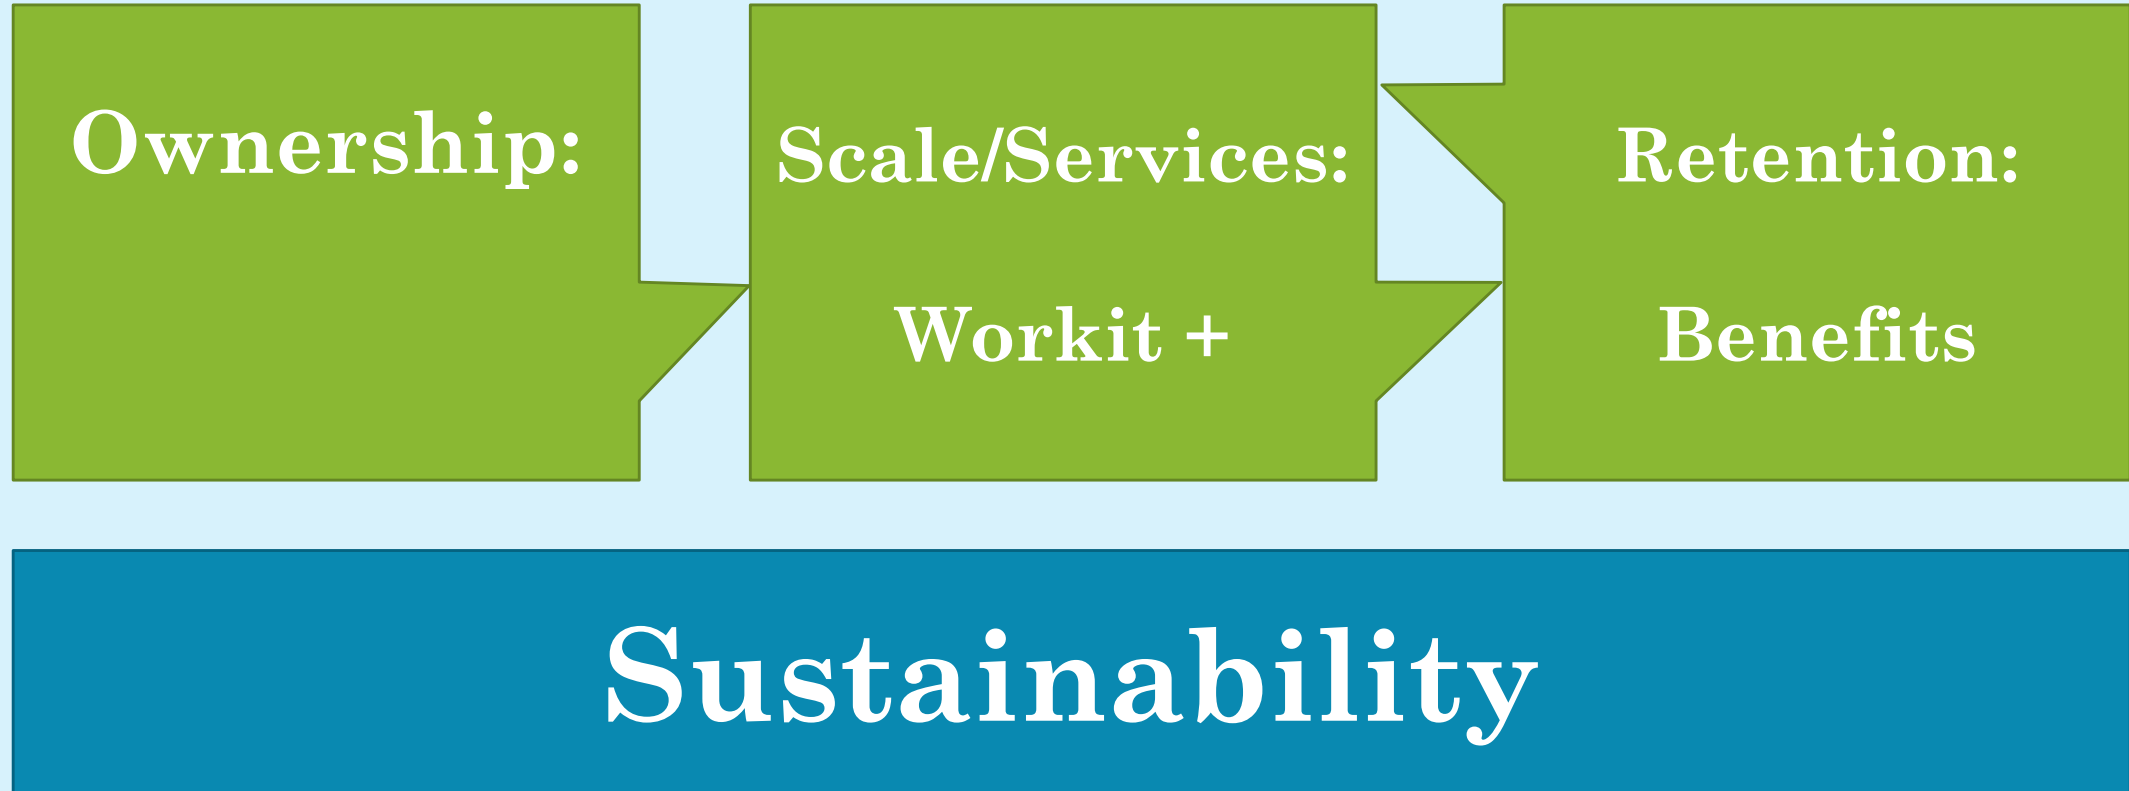 Ownership:
Scale/Services:
Workit +
Retention:
Benefits
Sustainability